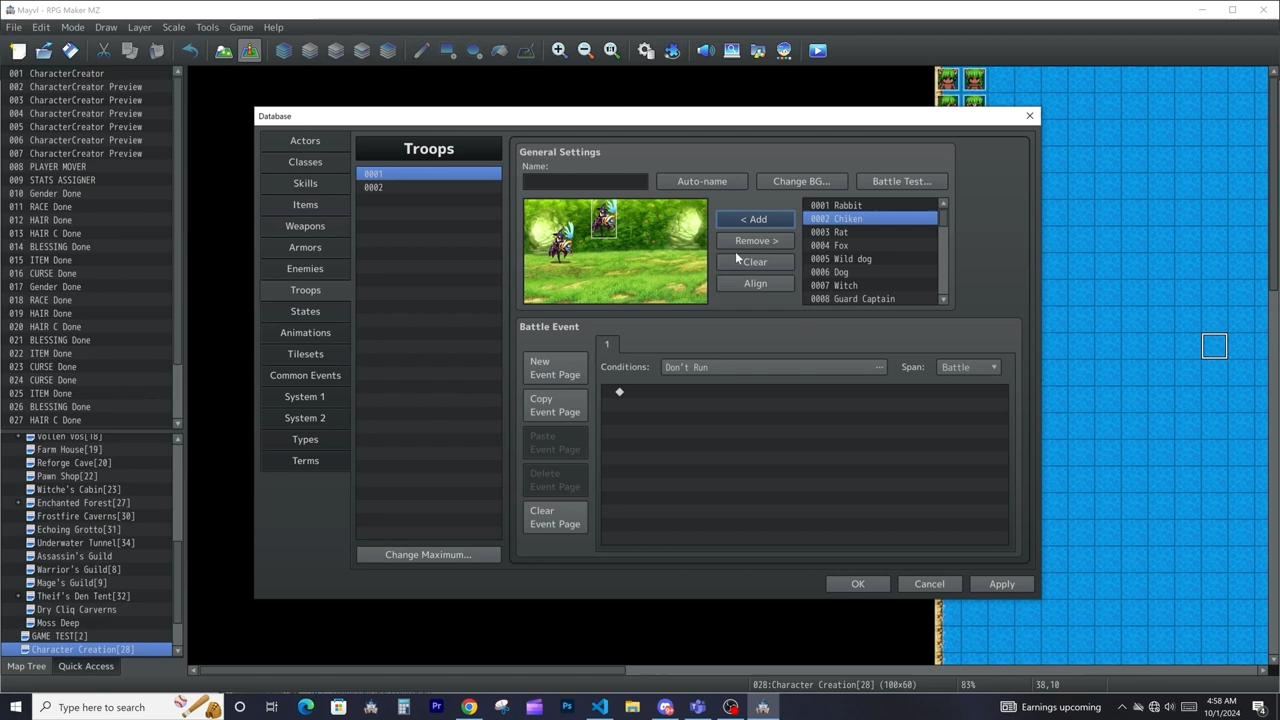 Mayvl - RPG Maker MZ
File Edit Mode Draw Layer Scale Tools Game Help
001 CharacterCreator
002 CharacterCreator Preview
003 CharacterCreator Preview
004 CharacterCreator Preview
005 CharacterCreator Preview
006 CharacterCreator Preview
007 CharacterCreator Preview
008 PLAYER MOVER
009 STATS ASSIGNER
010 Gender Done
011 RACE Done
012 HAIR Done
013 HAIR C Done
014 BLESSING Done
015 ITEM Done
016 CURSE Done
017 Gender Done
018 RACE Done
019 HAIR Done
020 HAIR C Done
021 BLESSING Done
022 ITEM Done
023 CURSE Done
024 CURSE Done
025 ITEM Done
026 BLESSING Done
027 HAIR C Done
Vollen Vos[18]
Farm House[19]
Reforge Cave[20]
Pawn Shop[22]
Witche's Cabin[23]
Enchanted Forest[27]
Frostfire Caverns[30]
Echoing Grotto[31]
Underwater Tunnel[34]
Assassin's Guild
Warrior's Guild[8]
Mage's Guild[9]
Theif's Den Tent[32]
Dry Cliq Carverns
Moss Deep
GAME TEST[2]
Character Creation[28]
Map Tree Quick Access
Database
Actors
Classes
Skills
Items
Weapons
Armors
Enemies
Troops
States
Animations
Tilesets
Common Events
System 1
System 2
Types
Terms
Troops
0001
0002
Change Maximum...
General Settings
Name:
Auto-name Change BG... Battle Test...
< Add
Remove >
Clear
Align
0001 Rabbit
0002 Chiken
0003 Rat
0004 Fox
0005 Wild dog
0006 Dog
0007 Witch
0008 Guard Captain
Battle Event
1
New
Event Page
Copy
Event Page
Paste
Event Page
Delete
Event Page
Clear
Event Page
Conditions: Don't Run ... Span: Battle
OK Cancel Apply
028:Character Creation[28] (100x60) 83% 38,10
Type here to search
Earnings upcoming
4:58 AM
10/1/2024